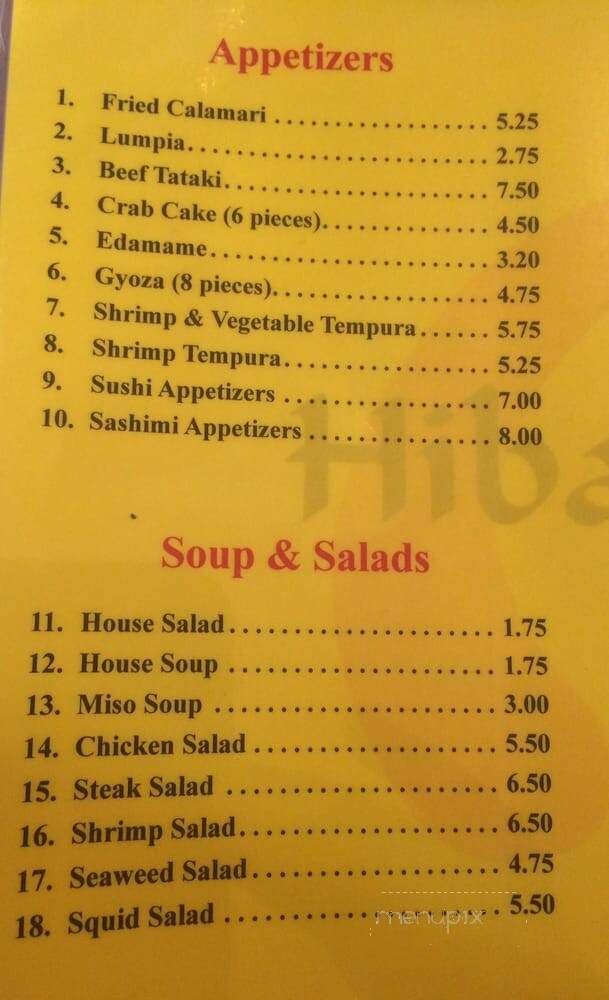 Appetizers
1. Fried Calamari . . . . . . . . . . . . . . . . . . 5.25
2. Lumpia. . . . . . . . . . . . . . . . . . . . . . . . . 2.75
3. Beef Tataki. . . . . . . . . . . . . . . . . . . . . . 7.50
4. Crab Cake (6 pieces). . . . . . . . . . . . . . 4.50
5. Edamame. . . . . . . . . . . . . . . . . . . . . . . 3.20
6. Gyoza (8 pieces). . . . . . . . . . . . . . . . . . 4.75
7. Shrimp & Vegetable Tempura . . . . . . 5.75
8. Shrimp Tempura. . . . . . . . . . . . . . . . . 5.25
9. Sushi Appetizers . . . . . . . . . . . . . . . . . 7.00
10. Sashimi Appetizers . . . . . . . . . . . . . . . 8.00
Hiba
Soup & Salads
11. House Salad. . . . . . . . . . . . . . . . . . . . . 1.75
12. House Soup . . . . . . . . . . . . . . . . . . . . . 1.75
13. Miso Soup . . . . . . . . . . . . . . . . . . . . . . 3.00
14. Chicken Salad . . . . . . . . . . . . . . . . . . . 5.50
15. Steak Salad . . . . . . . . . . . . . . . . . . . . . 6.50
16. Shrimp Salad. . . . . . . . . . . . . . . . . . . . 6.50
17. Seaweed Salad. . . . . . . . . . . . . . . . . . . 4.75
18. Squid Salad . . . . . . . . . . . . . . . . . . . . . 5.50
menupix